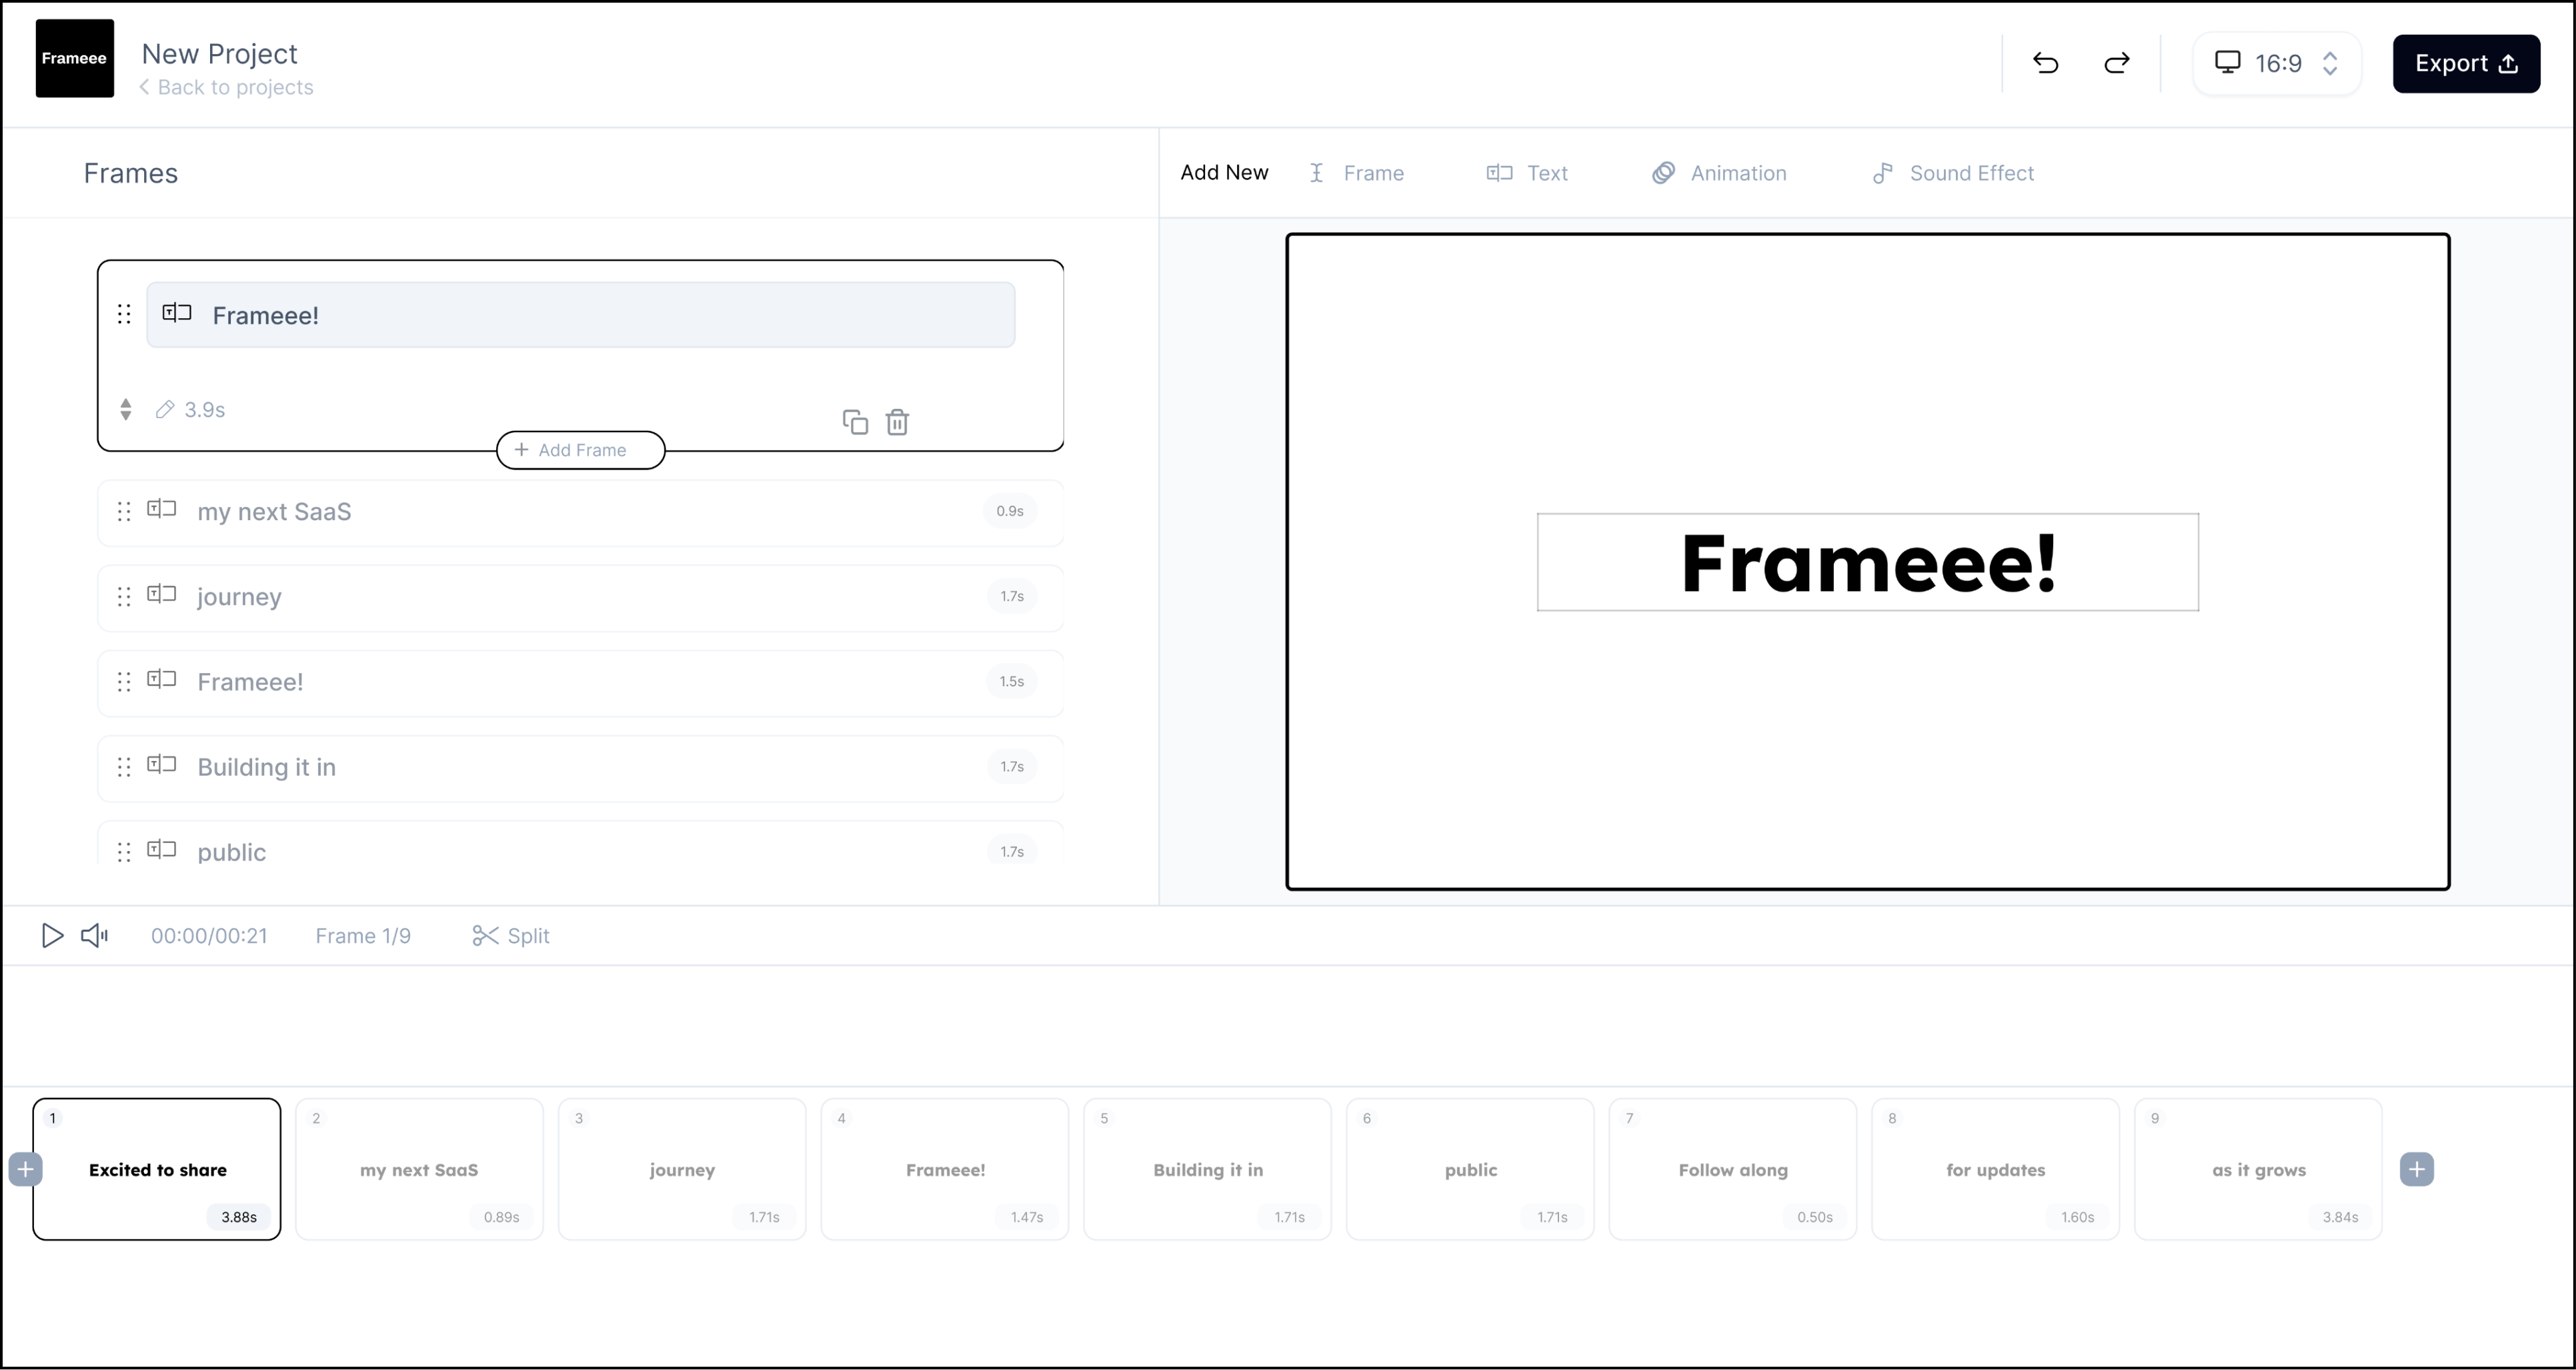 Frameee
New Project
Back to projects
16:9
Export
Frames
Add New
Frame
Text
Animation
Sound Effect
Frameee!
3.9s
Add Frame
my next SaaS
0.9s
journey
1.7s
Frameee!
1.5s
Building it in
1.7s
public
1.7s
Frameee!
00:00/00:21
Frame 1/9
Split
1
Excited to share
3.88s
2
my next SaaS
0.89s
3
journey
1.71s
4
Frameee!
1.47s
5
Building it in
1.71s
6
public
1.71s
7
Follow along
0.50s
8
for updates
1.60s
9
as it grows
3.84s